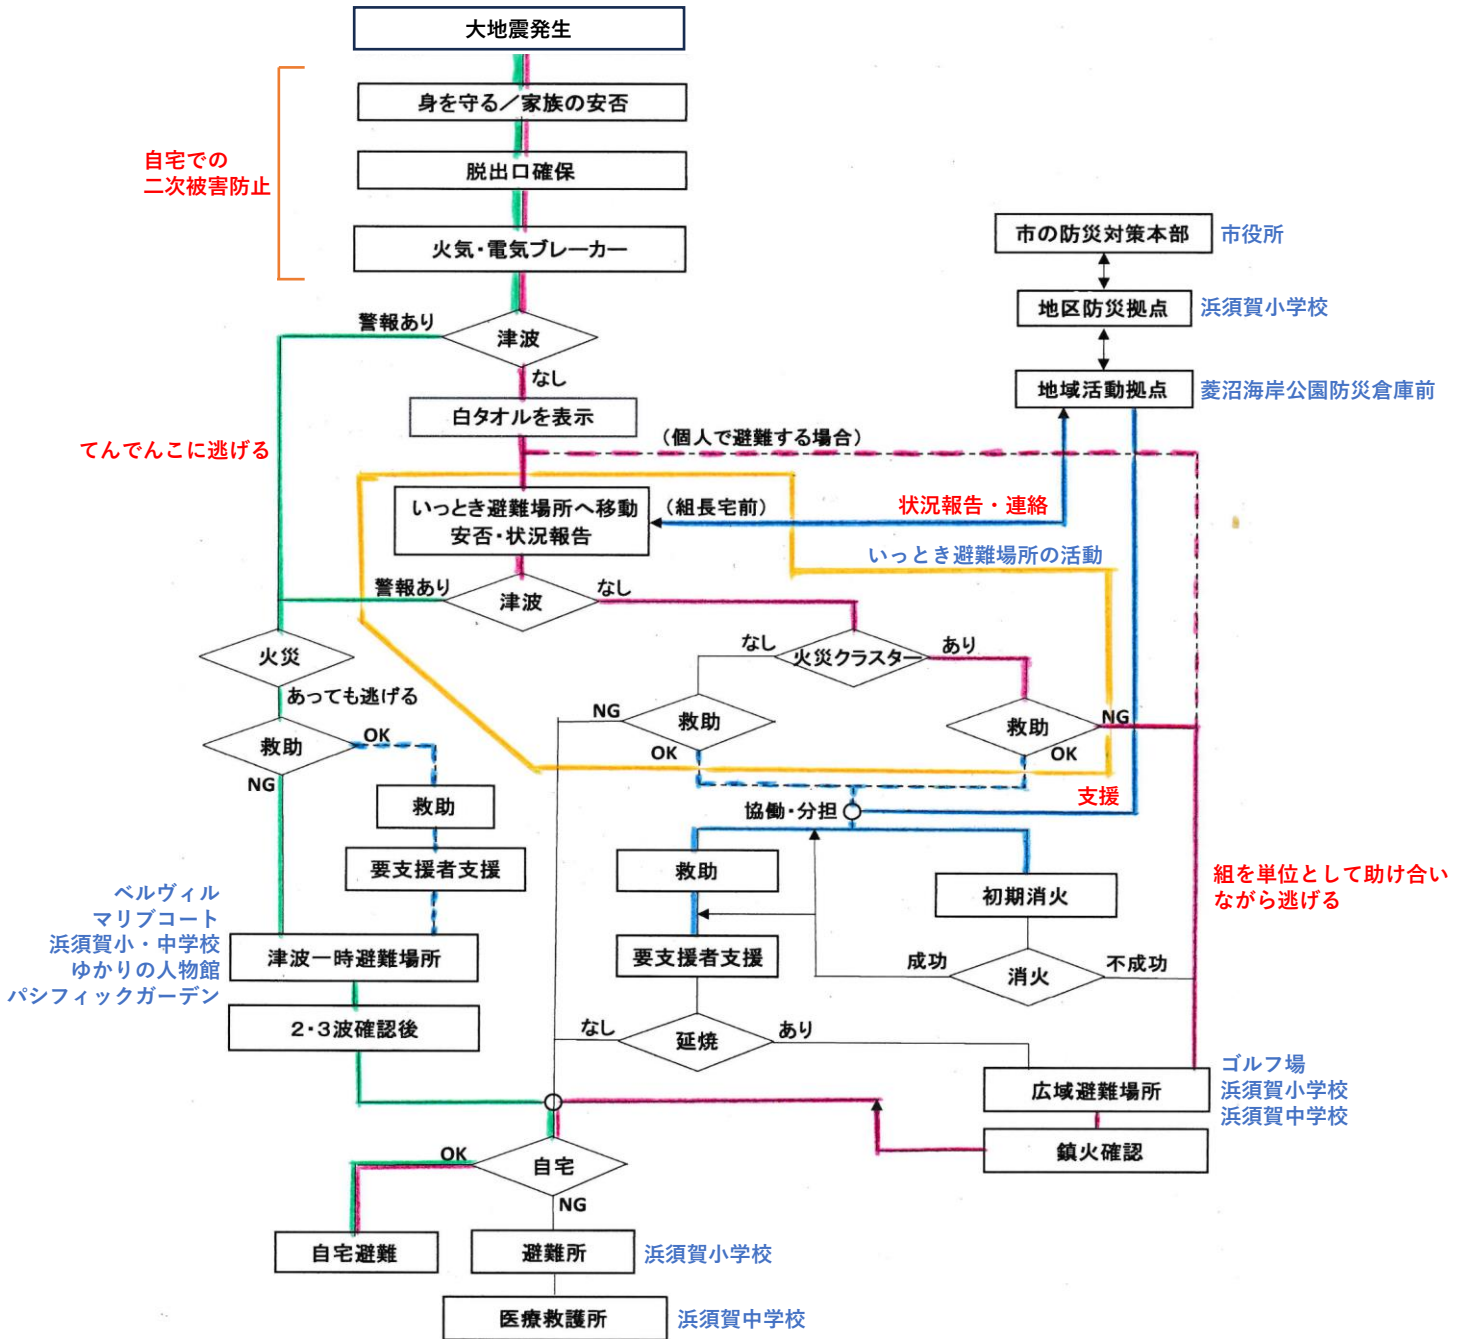 大地震発生
身を守る／家族の安否
自宅での
二次被害防止
脱出口確保
火気・電気ブレーカー
市の防災対策本部
市役所
地区防災拠点
浜須賀小学校
警報あり
津波
なし
地域活動拠点
菱沼海岸公園防災倉庫前
白タオルを表示
てんでんこに逃げる
（個人で避難する場合）
いっとき避難場所へ移動
安否・状況報告
（組長宅前）
状況報告・連絡
いっとき避難場所の活動
警報あり
津波
なし
火災
なし
火災クラスター
あり
あっても逃げる
救助
OK
NG
NG
救助
OK
救助
NG
OK
救助
協働・分担
支援
要支援者支援
救助
初期消火
組を単位として助け合い
ながら逃げる
ベルヴィル
マリブコート
浜須賀小・中学校
ゆかりの人物館
パシフィックガーデン
津波一時避難場所
要支援者支援
成功
消火
不成功
2・3波確認後
なし
延焼
あり
広域避難場所
ゴルフ場
浜須賀小学校
浜須賀中学校
鎮火確認
OK
自宅
NG
自宅避難
避難所
浜須賀小学校
医療救護所
浜須賀中学校